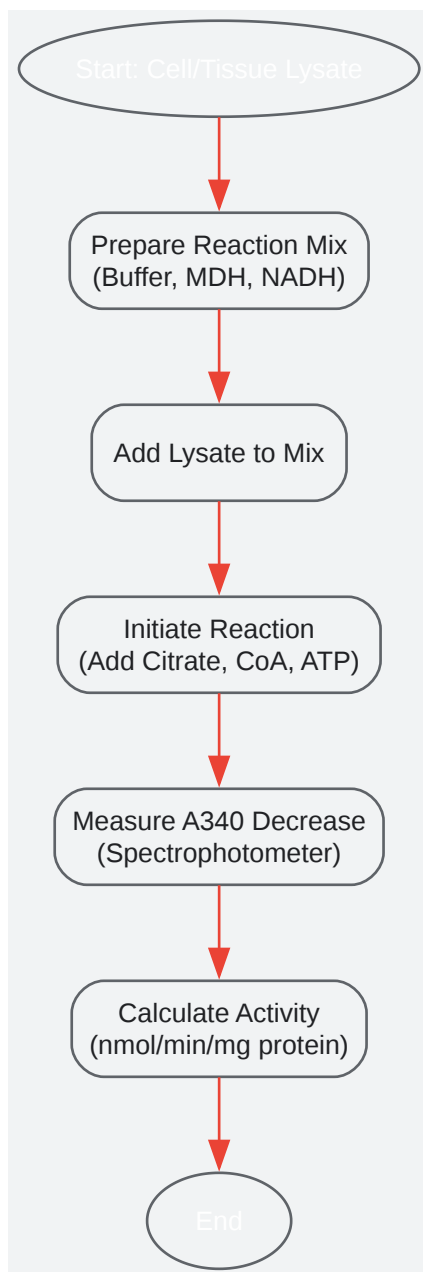 Start: Cell/Tissue Lysate
Prepare Reaction Mix
(Buffer, MDH, NADH)
Add Lysate to Mix
Initiate Reaction
(Add Citrate, CoA, ATP)
Measure A340 Decrease
(Spectrophotometer)
Calculate Activity
(nmol/min/mg protein)
End